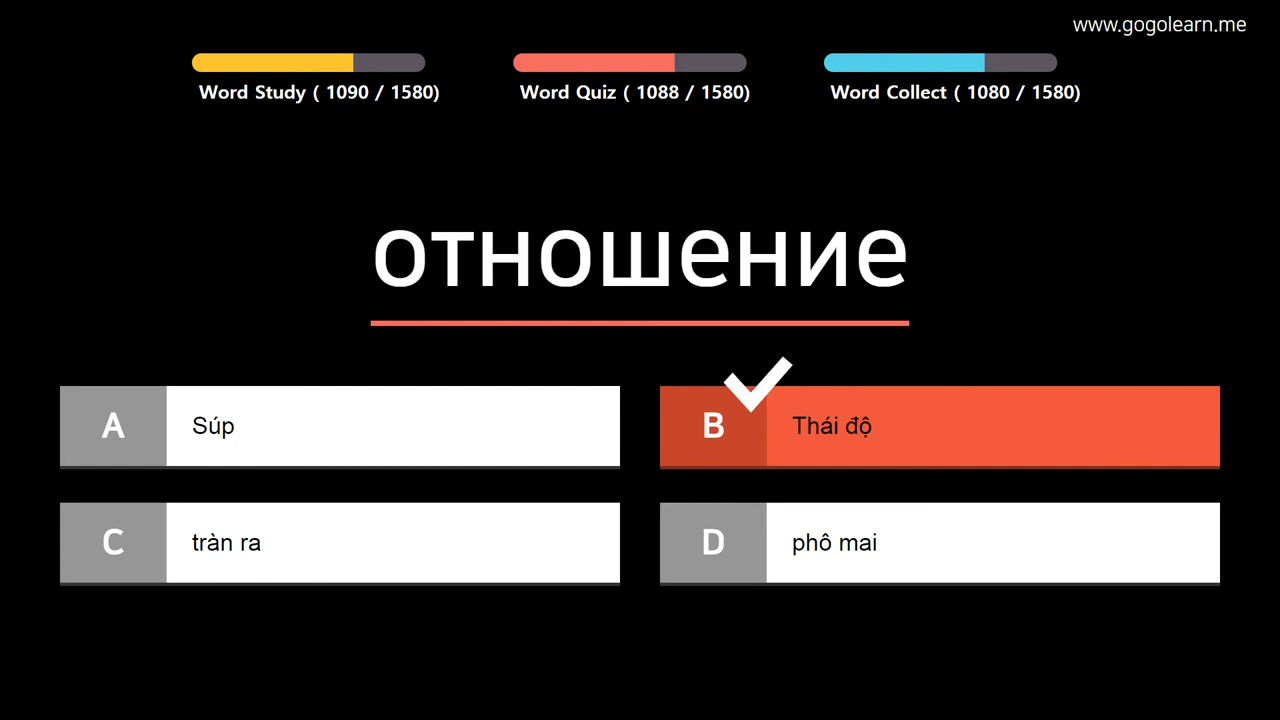 www.gogolearn.me
Word Study ( 1090 / 1580)
Word Quiz ( 1088 / 1580)
Word Collect ( 1080 / 1580)
отношение
A Súp
B Thái độ
C tràn ra
D phô mai